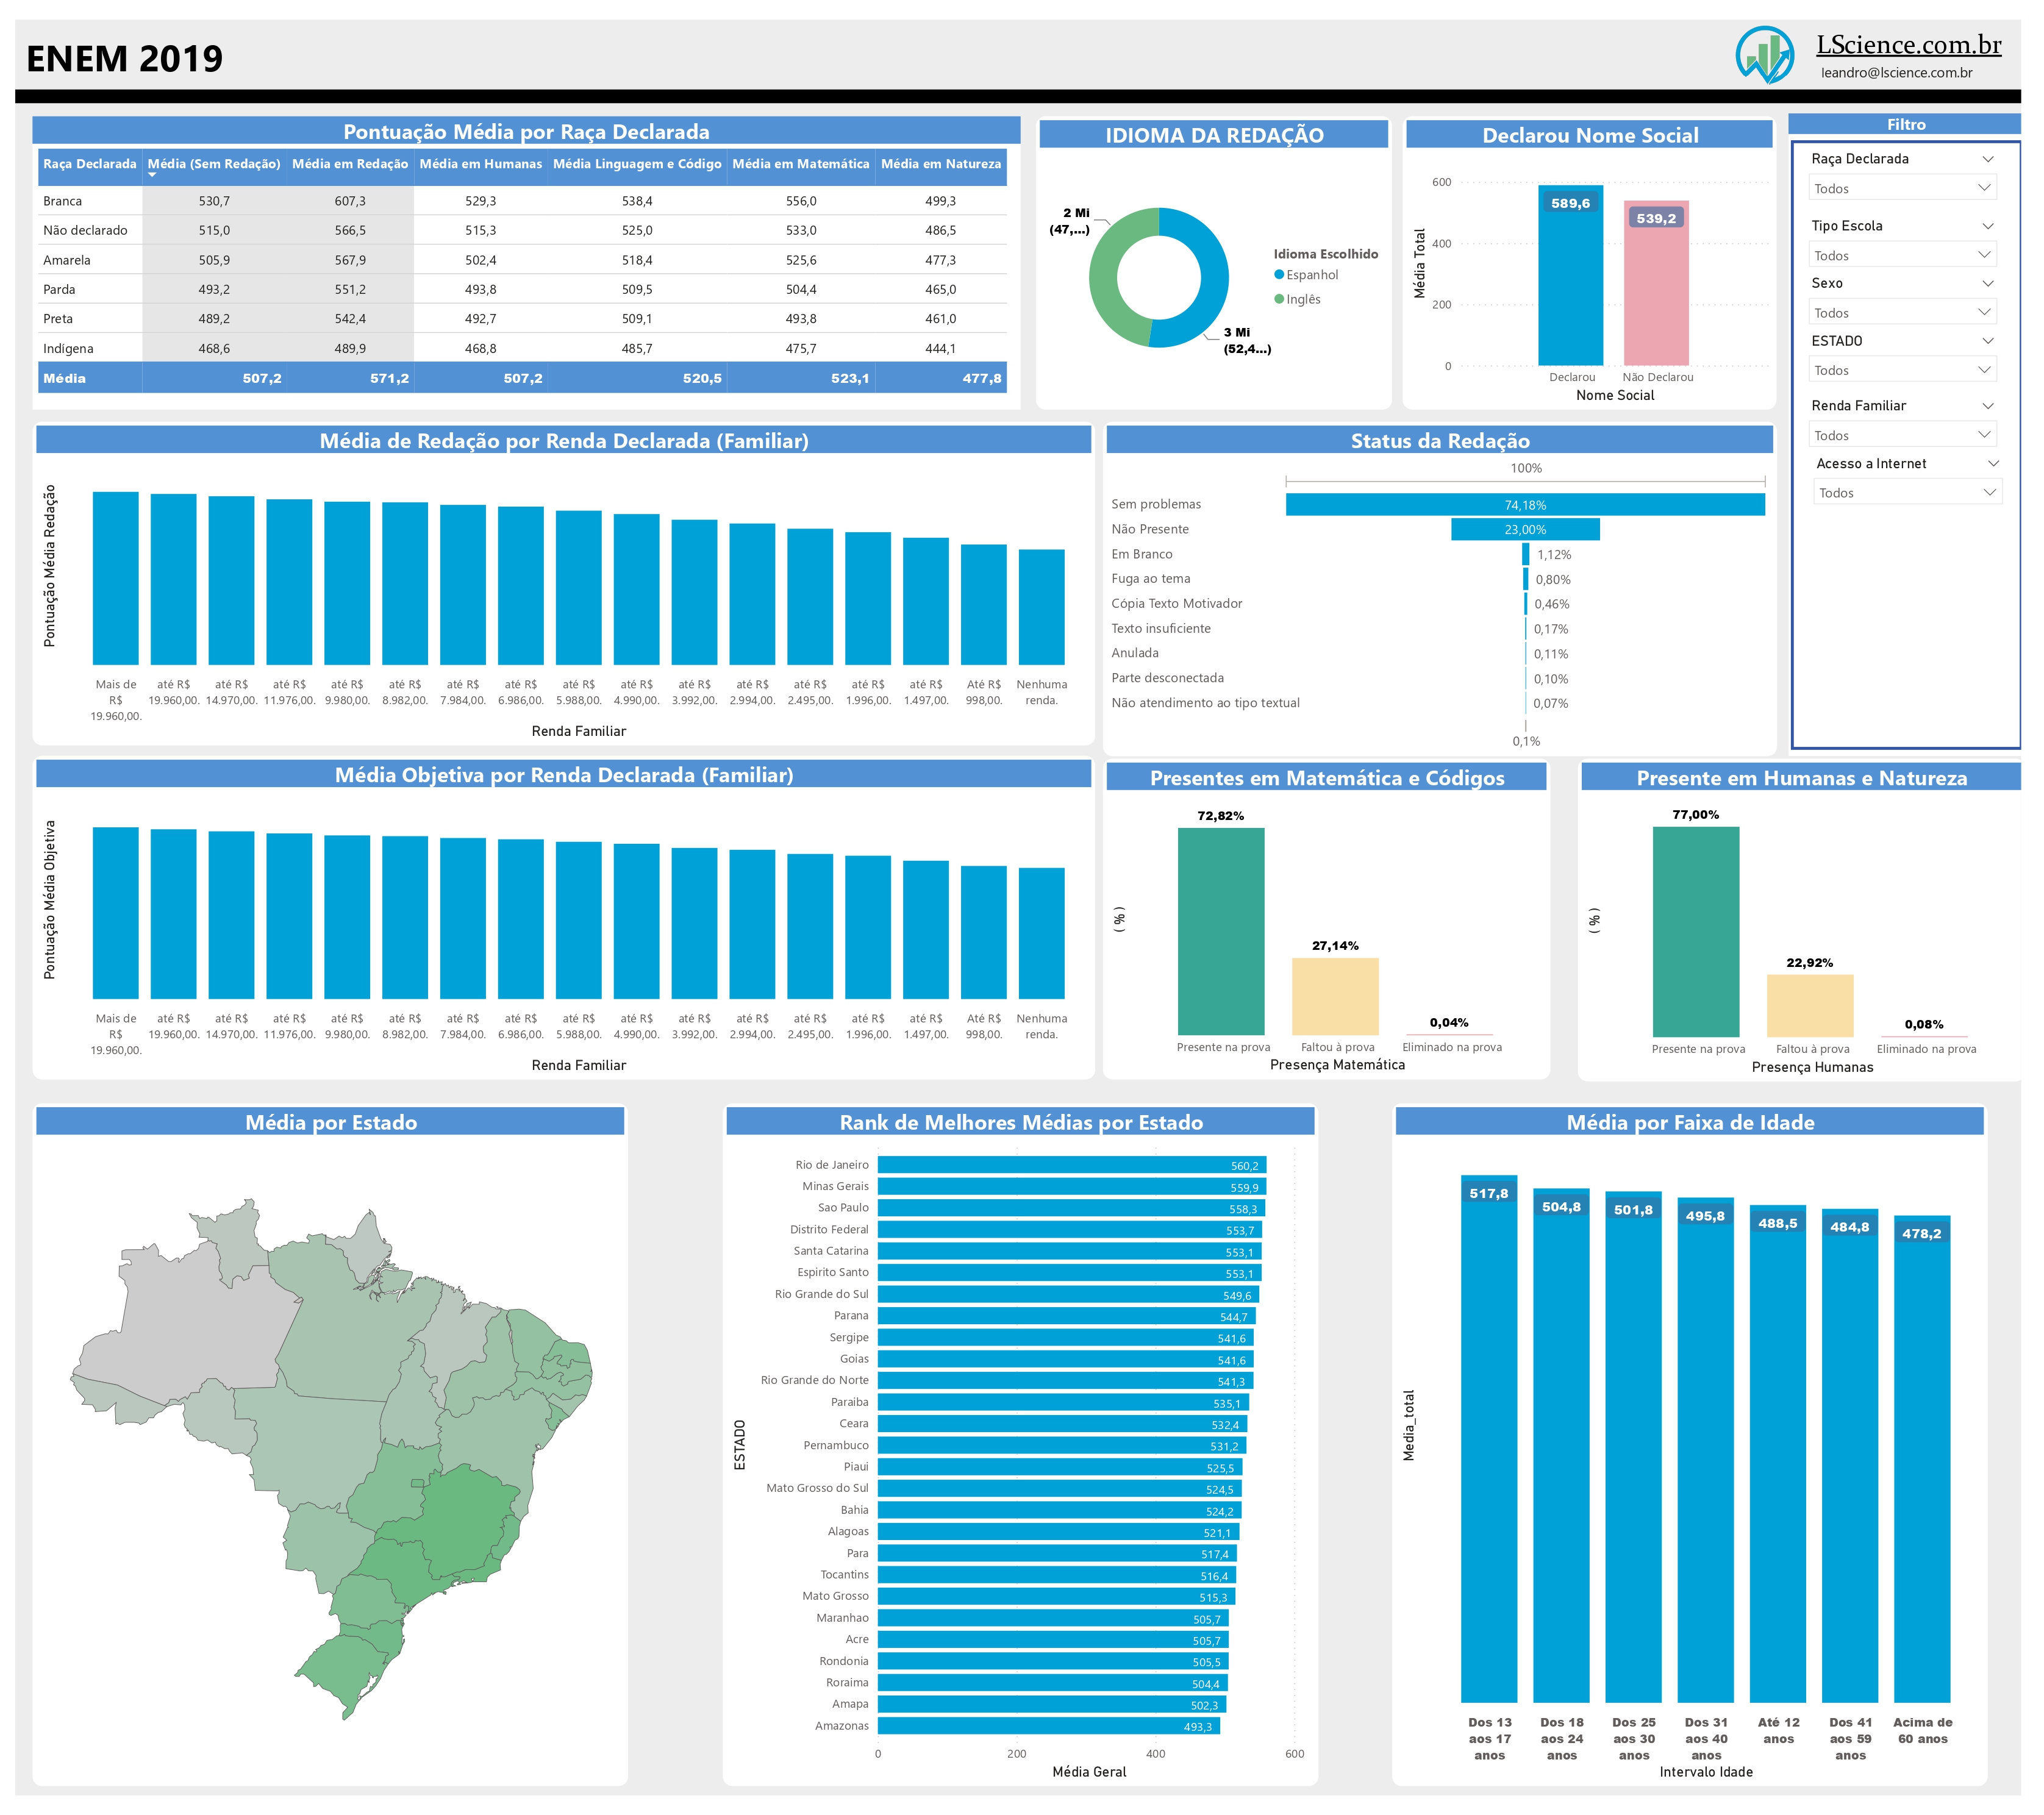 ENEM 2019
LScience.com.br
leandro@lscience.com.br
Pontuação Média por Raça Declarada
Raça Declarada Média (Sem Redação) Média em Redação Média em Humanas Média Linguagem e Código Média em Matemática Média em Natureza
Branca 530,7 607,3 529,3 538,4 556,0 499,3
Não declarado 515,0 566,5 515,3 525,0 533,0 486,5
Amarela 505,9 567,9 502,4 518,4 525,6 477,3
Parda 493,2 551,2 493,8 509,5 504,4 465,0
Preta 489,2 542,4 492,7 509,1 493,8 461,0
Indígena 468,6 489,9 468,8 485,7 475,7 444,1
Média 507,2 571,2 507,2 520,5 523,1 477,8
IDIOMA DA REDAÇÃO
2 Mi
(47,...)
Idioma Escolhido
Espanhol
Inglês
3 Mi
(52,4...)
Declarou Nome Social
Média Total
600
400
200
0
589,6
539,2
Declarou Não Declarou
Nome Social
Filtro
Raça Declarada
Todos
Tipo Escola
Todos
Sexo
Todos
ESTADO
Todos
Renda Familiar
Todos
Acesso a Internet
Todos
Média de Redação por Renda Declarada (Familiar)
Pontuação Média Redação
Mais de até R$ até R$ até R$ até R$ até R$ até R$ até R$ até R$ até R$ até R$ até R$ até R$ até R$ até R$ Até R$ Nenhuma
R$ 19.960,00. 14.970,00. 11.976,00. 9.980,00. 8.982,00. 7.984,00. 6.986,00. 5.988,00. 4.990,00. 3.992,00. 2.994,00. 2.495,00. 1.996,00. 1.497,00. 998,00. renda.
19.960,00.
Renda Familiar
Status da Redação
100%
Sem problemas 74,18%
Não Presente 23,00%
Em Branco 1,12%
Fuga ao tema 0,80%
Cópia Texto Motivador 0,46%
Texto insuficiente 0,17%
Anulada 0,11%
Parte desconectada 0,10%
Não atendimento ao tipo textual 0,07%
0,1%
Média Objetiva por Renda Declarada (Familiar)
Pontuação Média Objetiva
Mais de até R$ até R$ até R$ até R$ até R$ até R$ até R$ até R$ até R$ até R$ até R$ até R$ até R$ até R$ Até R$ Nenhuma
R$ 19.960,00. 14.970,00. 11.976,00. 9.980,00. 8.982,00. 7.984,00. 6.986,00. 5.988,00. 4.990,00. 3.992,00. 2.994,00. 2.495,00. 1.996,00. 1.497,00. 998,00. renda.
19.960,00.
Renda Familiar
Presentes em Matemática e Códigos
( % )
72,82%
27,14%
0,04%
Presente na prova Faltou à prova Eliminado na prova
Presença Matemática
Presente em Humanas e Natureza
( % )
77,00%
22,92%
0,08%
Presente na prova Faltou à prova Eliminado na prova
Presença Humanas
Média por Estado
Rank de Melhores Médias por Estado
ESTADO
Rio de Janeiro 560,2
Minas Gerais 559,9
Sao Paulo 558,3
Distrito Federal 553,7
Santa Catarina 553,1
Espirito Santo 553,1
Rio Grande do Sul 549,6
Parana 544,7
Sergipe 541,6
Goias 541,6
Rio Grande do Norte 541,3
Paraiba 535,1
Ceara 532,4
Pernambuco 531,2
Piaui 525,5
Mato Grosso do Sul 524,5
Bahia 524,2
Alagoas 521,1
Para 517,4
Tocantins 516,4
Mato Grosso 515,3
Maranhao 505,7
Acre 505,7
Rondonia 505,5
Roraima 504,4
Amapa 502,3
Amazonas 493,3
0 200 400 600
Média Geral
Média por Faixa de Idade
Media_total
517,8 504,8 501,8 495,8 488,5 484,8 478,2
Dos 13 Dos 18 Dos 25 Dos 31 Até 12 Dos 41 Acima de
aos 17 aos 24 aos 30 aos 40 anos aos 59 60 anos
anos anos anos anos anos
Intervalo Idade